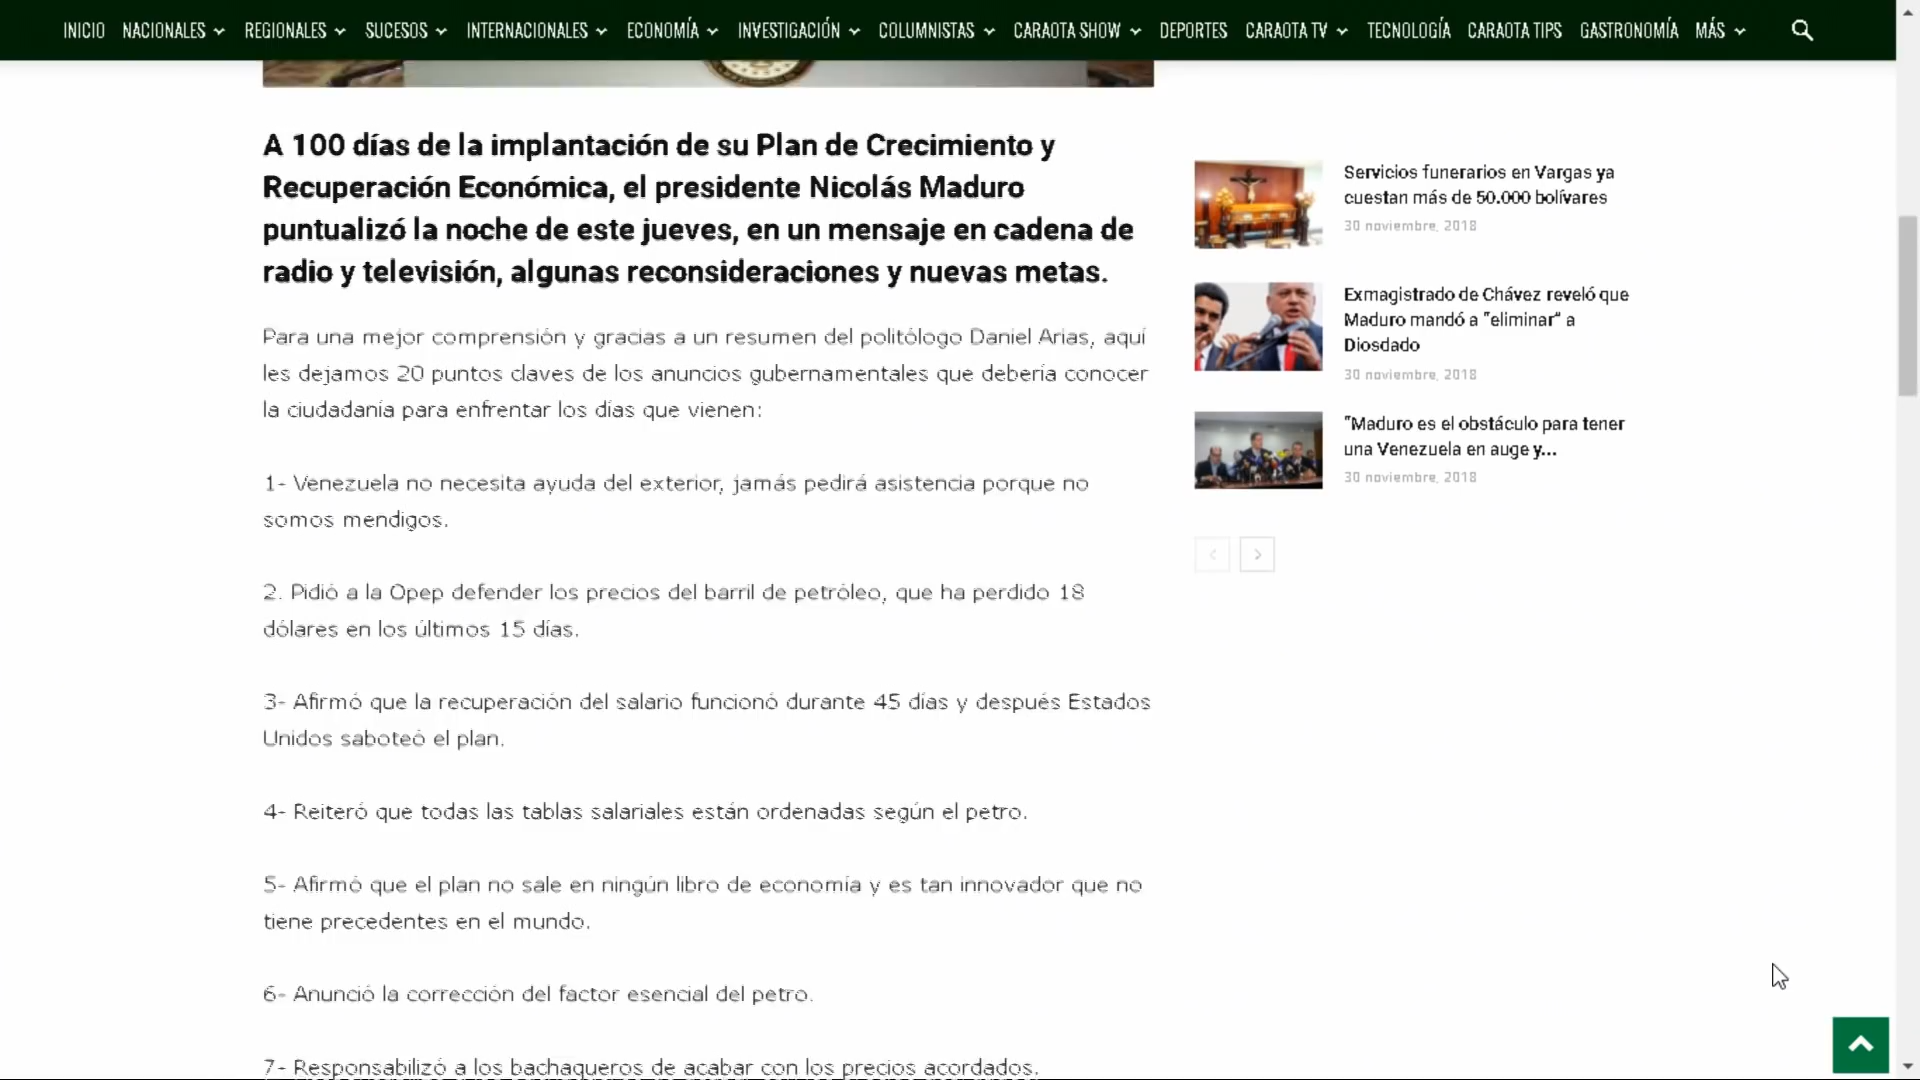 INICIO NACIONALES REGIONALES SUCESOS INTERNACIONALES ECONOMÍA INVESTIGACIÓN COLUMNISTAS CARAOTA SHOW DEPORTES CARAOTA TV TECNOLOGÍA CARAOTA TIPS GASTRONOMÍA MÁS
A 100 días de la implantación de su Plan de Crecimiento y
Recuperación Económica, el presidente Nicolás Maduro
puntualizó la noche de este jueves, en un mensaje en cadena de
radio y televisión, algunas reconsideraciones y nuevas metas.
Para una mejor comprensión y gracias a un resumen del politólogo Daniel Arias, aquí
les dejamos 20 puntos claves de los anuncios gubernamentales que debería conocer
la ciudadanía para enfrentar los días que vienen:
1- Venezuela no necesita ayuda del exterior, jamás pedirá asistencia porque no
somos mendigos.
2. Pidió a la Opep defender los precios del barril de petróleo, que ha perdido 18
dólares en los últimos 15 días.
3- Afirmó que la recuperación del salario funcionó durante 45 días y después Estados
Unidos saboteó el plan.
4- Reiteró que todas las tablas salariales están ordenadas según el petro.
5- Afirmó que el plan no sale en ningún libro de economía y es tan innovador que no
tiene precedentes en el mundo.
6- Anunció la corrección del factor esencial del petro.
7- Responsabilizó a los bachaqueros de acabar con los precios acordados.
Servicios funerarios en Vargas ya
cuestan más de 50.000 bolívares
30 noviembre, 2018
Exmagistrado de Chávez reveló que
Maduro mandó a "eliminar" a
Diosdado
30 noviembre, 2018
"Maduro es el obstáculo para tener
una Venezuela en auge y...
30 noviembre, 2018